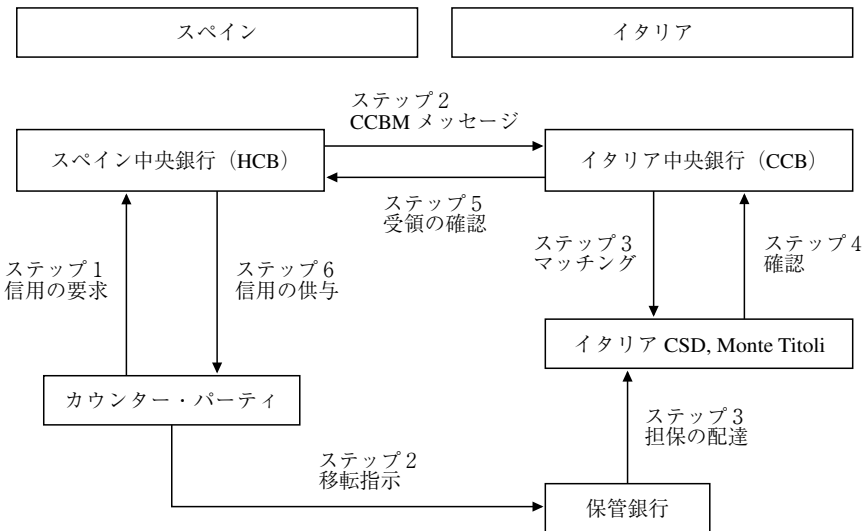 スペイン
イタリア
ステップ2
CCBM メッセージ
スペイン中央銀行（HCB）
イタリア中央銀行（CCB）
ステップ5
受領の確認
ステップ1
信用の要求
ステップ6
信用の供与
ステップ3
マッチング
ステップ4
確認
イタリア CSD, Monte Titoli
カウンター・パーティ
ステップ3
担保の配達
ステップ2
移転指示
保管銀行